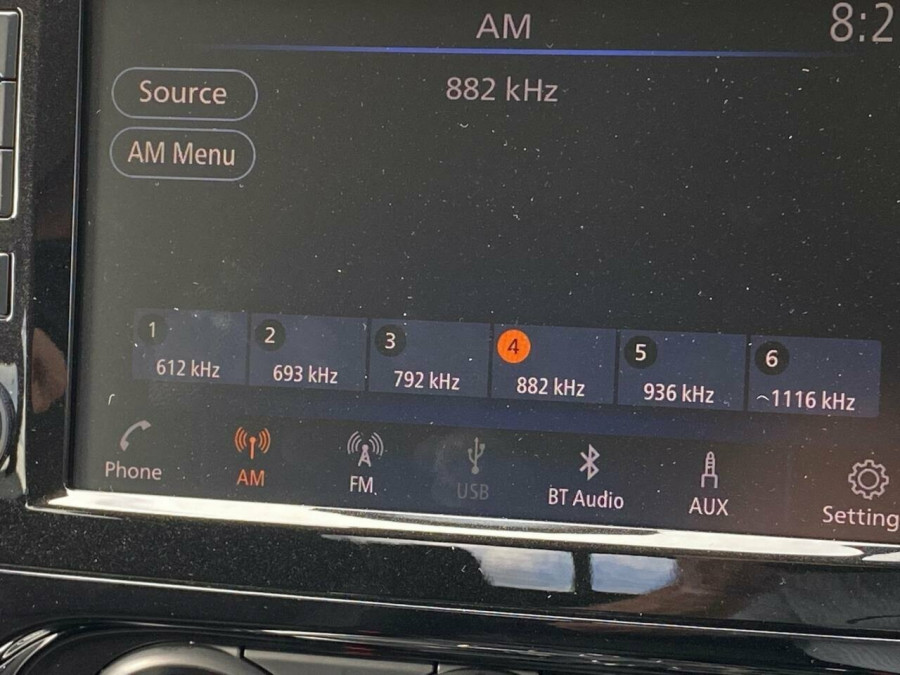 AM
8:2
Source
882 kHz
AM Menu
1
2
3
4
5
6
612 kHz
693 kHz
792 kHz
882 kHz
936 kHz
1116 kHz
Phone
AM
FM
USB
BT Audio
AUX
Setting